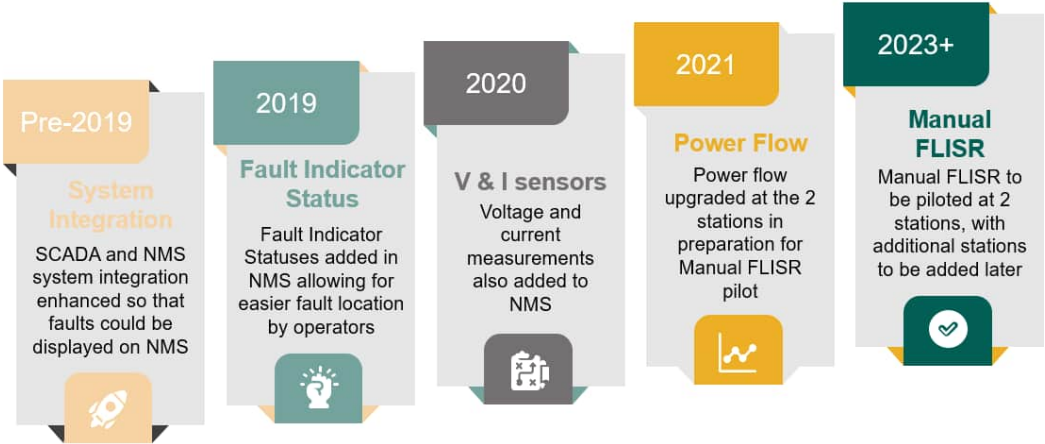 Pre-2019
System
Integration
SCADA and NMS
system integration
enhanced so that
faults could be
displayed on NMS
2019
Fault Indicator
Status
Fault Indicator
Statuses added in
NMS allowing for
easier fault location
by operators
2020
V & I sensors
Voltage and
current
measurements
also added to
NMS
2021
Power Flow
Power flow
upgraded at the 2
stations in
preparation for
Manual FLISR
pilot
2023+
Manual
FLISR
Manual FLISR to
be piloted at 2
stations, with
additional stations
to be added later